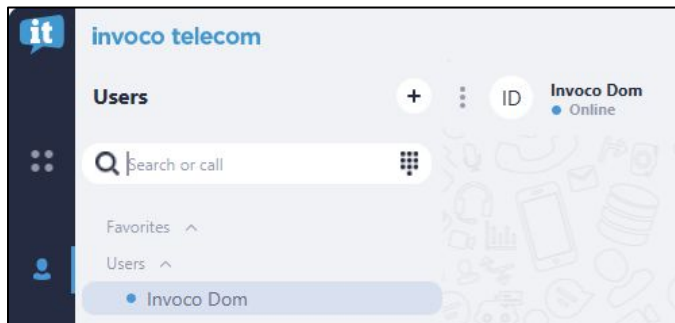 it
invoco telecom
Users
+
ID
Invoco Dom
Online
Search or call
Favorites
Users
Invoco Dom